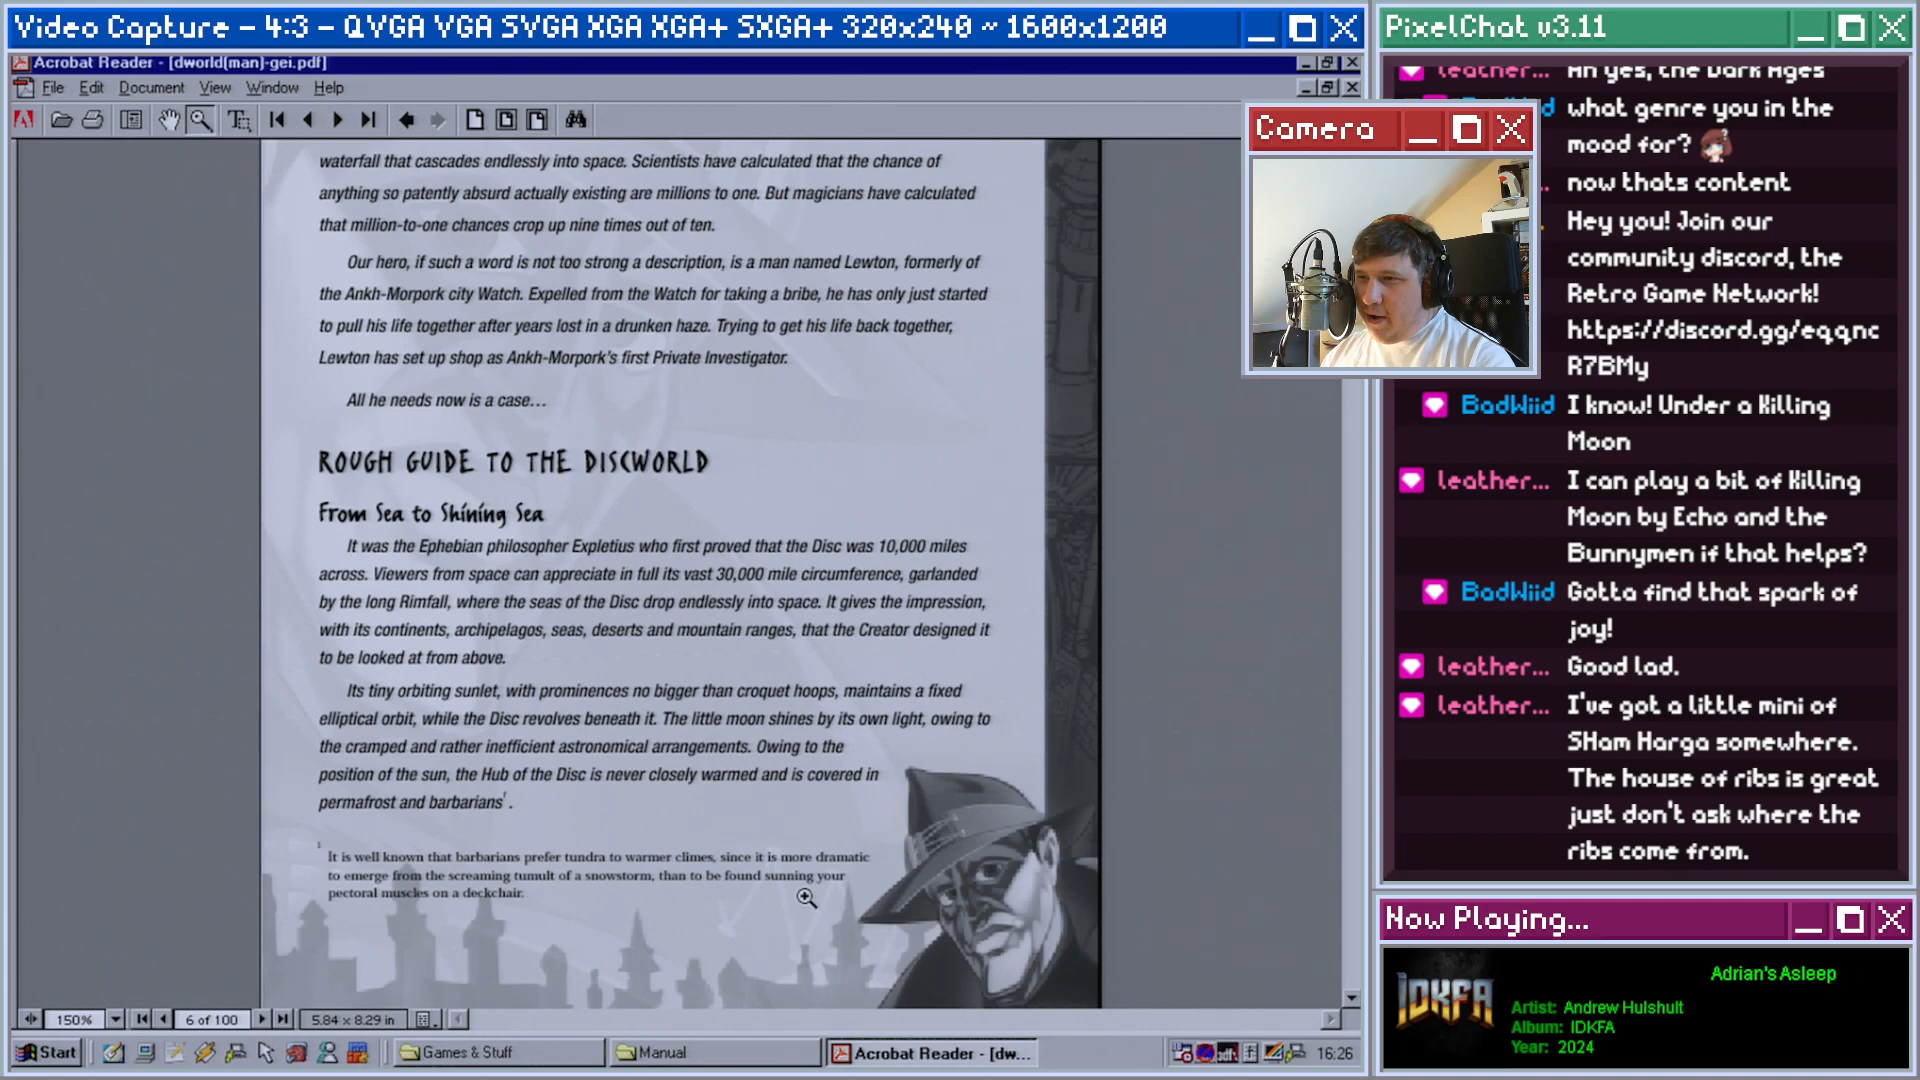 Video Capture – 4:3 – QVGA VGA SVGA XGA XGA+ SXGA+ 320x240 ~ 1600x1200
Acrobat Reader - [dworld(man)-gei.pdf]
File Edit Document View Window Help
waterfall that cascades endlessly into space. Scientists have calculated that the chance of
anything so patently absurd actually existing are millions to one. But magicians have calculated
that million-to-one chances crop up nine times out of ten.
Our hero, if such a word is not too strong a description, is a man named Lewton, formerly of
the Ankh-Morpork city Watch. Expelled from the Watch for taking a bribe, he has only just started
to pull his life together after years lost in a drunken haze. Trying to get his life back together,
Lewton has set up shop as Ankh-Morpork's first Private Investigator.
All he needs now is a case…
ROUGH GUIDE TO THE DISCWORLD
From Sea to Shining Sea
It was the Ephebian philosopher Expletius who first proved that the Disc was 10,000 miles
across. Viewers from space can appreciate in full its vast 30,000 mile circumference, garlanded
by the long Rimfall, where the seas of the Disc drop endlessly into space. It gives the impression,
with its continents, archipelagos, seas, deserts and mountain ranges, that the Creator designed it
to be looked at from above.
Its tiny orbiting sunlet, with prominences no bigger than croquet hoops, maintains a fixed
elliptical orbit, while the Disc revolves beneath it. The little moon shines by its own light, owing to
the cramped and rather inefficient astronomical arrangements. Owing to the
position of the sun, the Hub of the Disc is never closely warmed and is covered in
permafrost and barbarians¹.
¹ It is well known that barbarians prefer tundra to warmer climes, since it is more dramatic
to emerge from the screaming tumult of a snowstorm, than to be found sunning your
pectoral muscles on a deckchair.
150% 6 of 100 5.84 x 8.29 in
Start Games & Stuff Manual Acrobat Reader - [dw... 16:26
Camera
PixelChat v3.11
leather... Ah yes, the Dark Ages
what genre you in the
mood for?
now thats content
Hey you! Join our
community discord, the
Retro Game Network!
https://discord.gg/eqqnc
R7BMy
BadWiid I know! Under a Killing
Moon
leather... I can play a bit of Killing
Moon by Echo and the
Bunnymen if that helps?
BadWiid Gotta find that spark of
joy!
leather... Good lad.
leather... I've got a little mini of
SHam Harga somewhere.
The house of ribs is great
just don't ask where the
ribs come from.
Now Playing...
IDKFA
Adrian's Asleep
Artist: Andrew Hulshult
Album: IDKFA
Year: 2024